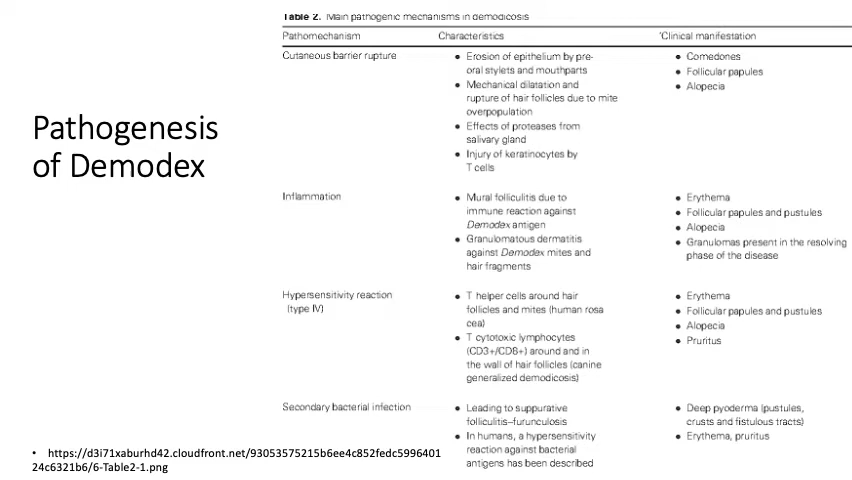 Pathogenesis
of Demodex
Table 2. Main pathogenic mechanisms in demodicosis
Pathomechanism Characteristics 'Clinical manifestation
Cutaneous barrier rupture
• Erosion of epithelium by pre-
oral stylets and mouthparts
• Mechanical dilatation and
rupture of hair follicles due to mite
overpopulation
• Effects of proteases from
salivary gland
• Injury of keratinocytes by
T cells
• Comedones
• Follicular papules
• Alopecia
Inflammation
• Mural folliculitis due to
immune reaction against
Demodex antigen
• Granulomatous dermatitis
against Demodex mites and
hair fragments
• Erythema
• Follicular papules and pustules
• Alopecia
• Granulomas present in the resolving
phase of the disease
Hypersensitivity reaction
(type IV)
• T helper cells around hair
follicles and mites (human rosa
cea)
• T cytotoxic lymphocytes
(CD3+/CD8+) around and in
the wall of hair follicles (canine
generalized demodicosis)
• Erythema
• Follicular papules and pustules
• Alopecia
• Pruritus
Secondary bacterial infection
• Leading to suppurative
folliculitis–furunculosis
• In humans, a hypersensitivity
reaction against bacterial
antigens has been described
• Deep pyoderma (pustules,
crusts and fistulous tracts)
• Erythema, pruritus
• https://d3i71xaburhd42.cloudfront.net/93053575215b6ee4c852fedc5996401
24c6321b6/6-Table2-1.png